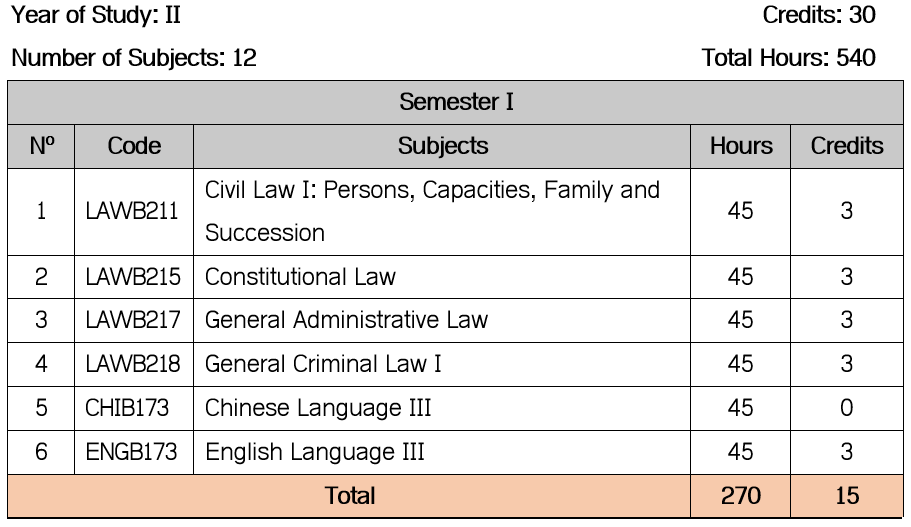 Year of Study: II Credits: 30
Number of Subjects: 12 Total Hours: 540
Semester I
Nº Code Subjects Hours Credits
1 LAWB211 Civil Law I: Persons, Capacities, Family and Succession 45 3
2 LAWB215 Constitutional Law 45 3
3 LAWB217 General Administrative Law 45 3
4 LAWB218 General Criminal Law I 45 3
5 CHIB173 Chinese Language III 45 0
6 ENGB173 English Language III 45 3
Total 270 15